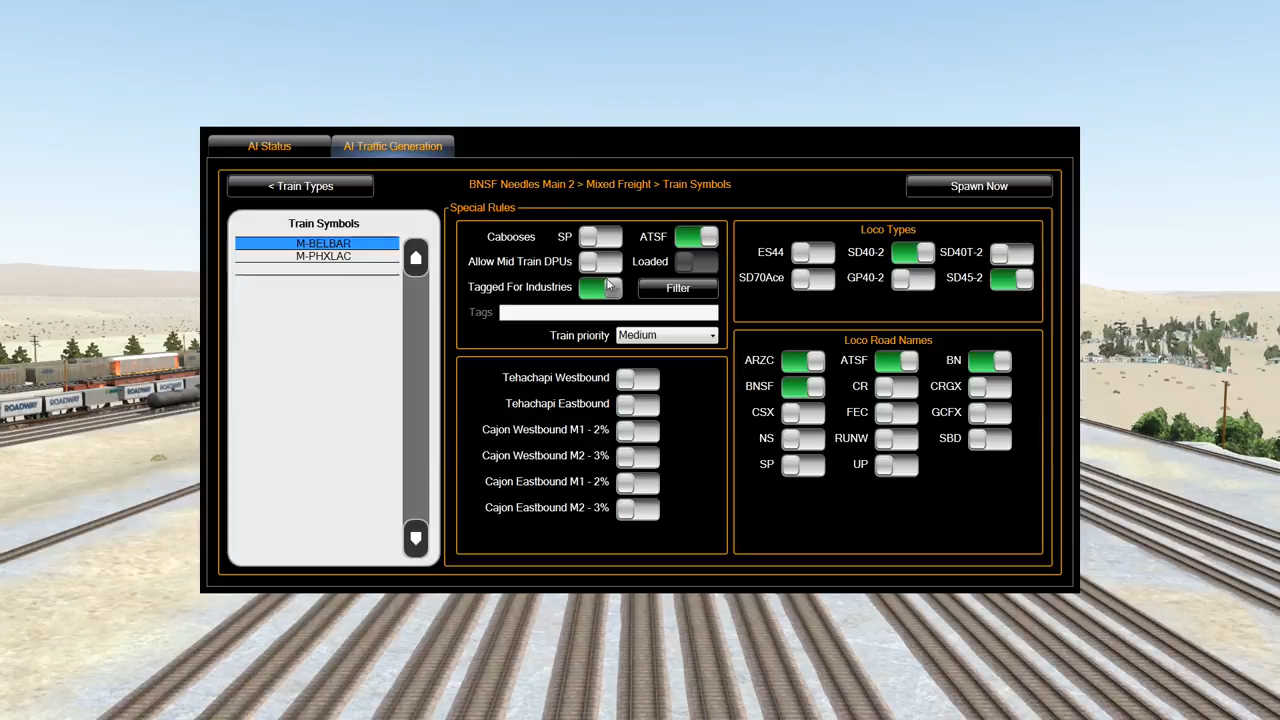 AI Status
AI Traffic Generation
< Train Types
BNSF Needles Main 2 > Mixed Freight > Train Symbols
Spawn Now
Train Symbols
M-BELBAR
M-PHXLAC
Special Rules
Cabooses SP ATSF
Allow Mid Train DPUs Loaded
Tagged For Industries Filter
Tags
Train priority Medium
Tehachapi Westbound
Tehachapi Eastbound
Cajon Westbound M1 - 2%
Cajon Westbound M2 - 3%
Cajon Eastbound M1 - 2%
Cajon Eastbound M2 - 3%
Loco Types
ES44 SD40-2 SD40T-2
SD70Ace GP40-2 SD45-2
Loco Road Names
ARZC ATSF BN
BNSF CR CRGX
CSX FEC GCFX
NS RUNW SBD
SP UP
ROADWAY ROADWAY ROADWAY